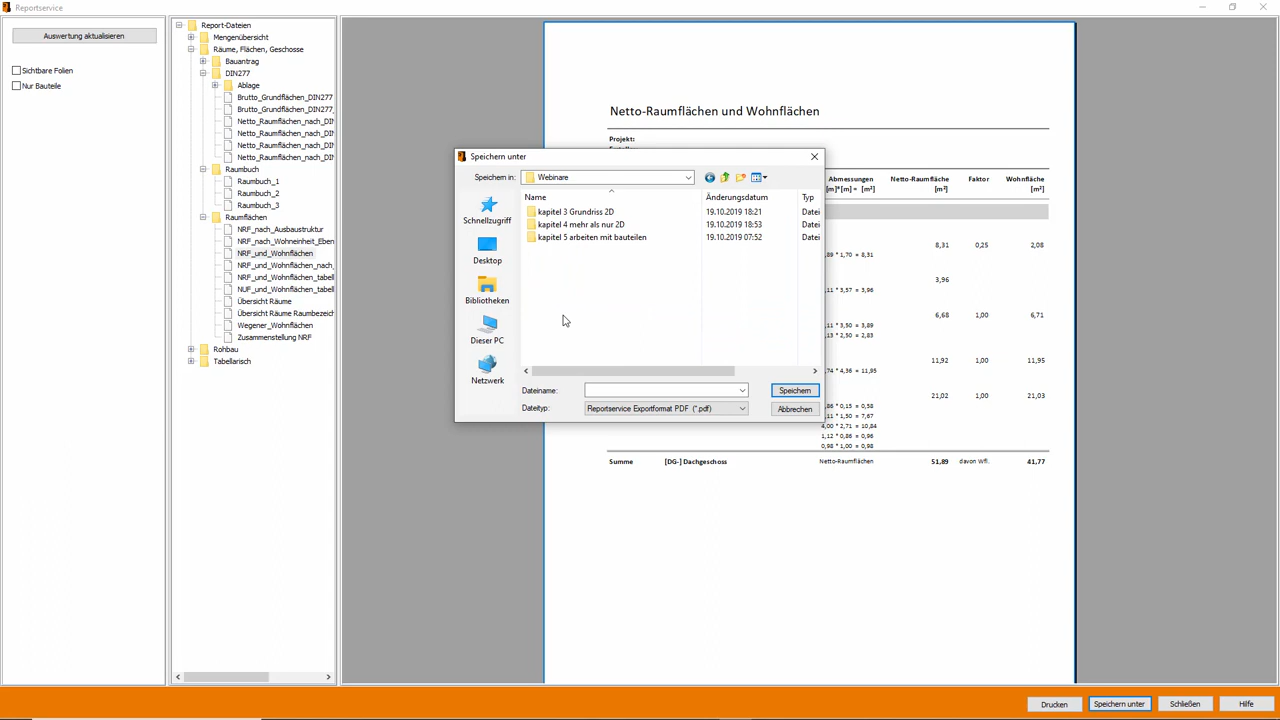 Reportservice
Auswertung aktualisieren
Sichtbare Folien
Nur Bauteile
Report-Dateien
Mengenübersicht
Räume, Flächen, Geschosse
Bauantrag
DIN277
Ablage
Brutto_Grundflächen_DIN277
Brutto_Grundflächen_DIN277_
Netto_Raumflächen_nach_DIN
Netto_Raumflächen_nach_DIN
Netto_Raumflächen_nach_DIN
Netto_Raumflächen_nach_DIN
Raumbuch
Raumbuch_1
Raumbuch_2
Raumbuch_3
Raumflächen
NRF_nach_Ausbaustruktur
NRF_nach_Wohneinheit_Eben
NRF_und_Wohnflächen
NRF_und_Wohnflächen_nach_
NRF_und_Wohnflächen_tabell
NUF_und_Wohnflächen_tabell
Übersicht Räume
Übersicht Räume Raumbezeich
Wegener_Wohnflächen
Zusammenstellung NRF
Rohbau
Tabellarisch
Netto-Raumflächen und Wohnflächen
Projekt:
Speichern unter
Speichern in: Webinare
Schnellzugriff
Desktop
Bibliotheken
Dieser PC
Netzwerk
Name Änderungsdatum Typ
kapitel 3 Grundriss 2D 19.10.2019 18:21 Datei
kapitel 4 mehr als nur 2D 19.10.2019 18:53 Datei
kapitel 5 arbeiten mit bauteilen 19.10.2019 07:52 Datei
Dateiname: Speichern
Dateityp: Reportservice Exportformat PDF (*.pdf) Abbrechen
Abmessungen Netto-Raumfläche Faktor Wohnfläche
[m]*[m] = [m²] [m²] [m²]
8,31 0,25 2,08
,89 * 1,70 = 8,31
3,96
,11 * 3,57 = 3,96
6,68 1,00 6,71
,11 * 3,50 = 3,89
,13 * 2,50 = 2,83
11,92 1,00 11,95
,74 * 4,36 = 11,95
21,02 1,00 21,03
,86 * 0,15 = 0,58
,11 * 1,50 = 7,67
4,00 * 2,71 = 10,84
1,12 * 0,86 = 0,96
0,98 * 1,00 = 0,98
Summe [DG-] Dachgeschoss Netto-Raumflächen 51,89 davon Wfl. 41,77
Drucken Speichern unter Schließen Hilfe